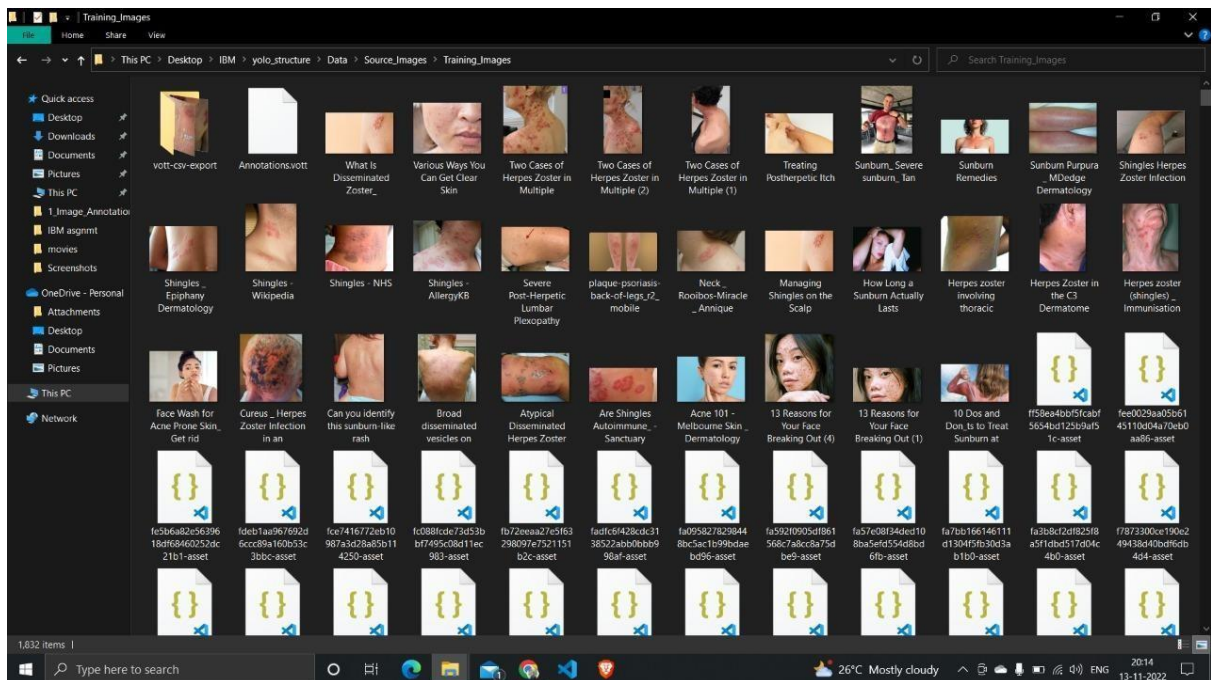 Training_Images
File Home Share View
This PC > Desktop > IBM > yolo_structure > Data > Source_Images > Training_Images
Search Training_Images
Quick access
Desktop
Downloads
Documents
Pictures
This PC
1_Image_Annotation
IBM asgnmt
movies
Screenshots
OneDrive - Personal
Attachments
Desktop
Documents
Pictures
This PC
Network
vott-csv-export
Annotations.vott
What Is
Disseminated
Zoster_
Various Ways You
Can Get Clear
Skin
Two Cases of
Herpes Zoster in
Multiple
Two Cases of
Herpes Zoster in
Multiple (2)
Two Cases of
Herpes Zoster in
Multiple (1)
Treating
Postherpetic Itch
Sunburn_ Severe
sunburn_ Tan
Sunburn
Remedies
Sunburn Purpura
_ MDedge
Dermatology
Shingles Herpes
Zoster Infection
Shingles _
Epiphany
Dermatology
Shingles -
Wikipedia
Shingles - NHS
Shingles -
AllergyKB
Severe
Post-Herpetic
Lumbar
Plexopathy
plaque-psoriasis-
back-of-legs_r2_
mobile
Neck _
Rooibos-Miracle
_ Annique
Managing
Shingles on the
Scalp
How Long a
Sunburn Actually
Lasts
Herpes zoster
involving
thoracic
Herpes Zoster in
the C3
Dermatome
Herpes zoster
(shingles) _
Immunisation
Face Wash for
Acne Prone Skin_
Get rid
Cureus _ Herpes
Zoster Infection
in an
Can you identify
this sunburn-like
rash
Broad
disseminated
vesicles on
Atypical
Disseminated
Herpes Zoster
Are Shingles
Autoimmune_ -
Sanctuary
Acne 101 -
Melbourne Skin _
Dermatology
13 Reasons for
Your Face
Breaking Out (4)
13 Reasons for
Your Face
Breaking Out (1)
10 Dos and
Don_ts to Treat
Sunburn at
ff58ea4bbf5fcabf
5654bd125b9af5
1c-asset
fee0029aa05b61
45110d04a70eb0
aa86-asset
fe5b6a82e56396
18df68460252dc
21b1-asset
fdeb1aa967692d
6ccc89a160b53c
3bbc-asset
fce7416772eb10
987a3d28a85b11
4250-asset
fc088fcde73d53b
bf7495c08d11ec
983-asset
fb72eeaa27e5f63
298097e7521151
b2c-asset
fadfc6f428cdc31
38522abb0bbb9
98af-asset
fa095827829844
8bc5ac1b99bdae
bd96-asset
fa592f0905df861
568c7a8cc8a75d
be9-asset
fa57e08f34ded10
8ba5efd554d8bd
6fb-asset
fa7bb166146111
d1304f5fb30d3a
b1b0-asset
fa3b8cf2df825f8
a5f1dbd517d04c
4b0-asset
f7873300ce190e2
49438d40bdf6db
4d4-asset
1,832 items
Type here to search
26°C Mostly cloudy
ENG
20:14
13-11-2022